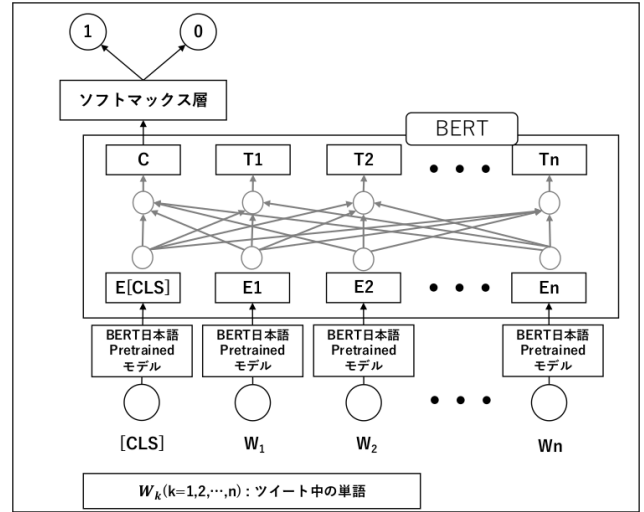 1 0
ソフトマックス層
BERT
C T1 T2 ● ● ● Tn
E[CLS] E1 E2 ● ● ● En
BERT日本語 BERT日本語 BERT日本語 BERT日本語
Pretrained Pretrained Pretrained Pretrained
モデル モデル モデル モデル
● ● ●
[CLS] W₁ W₂ Wn
W_k(k=1,2,⋯,n) : ツイート中の単語